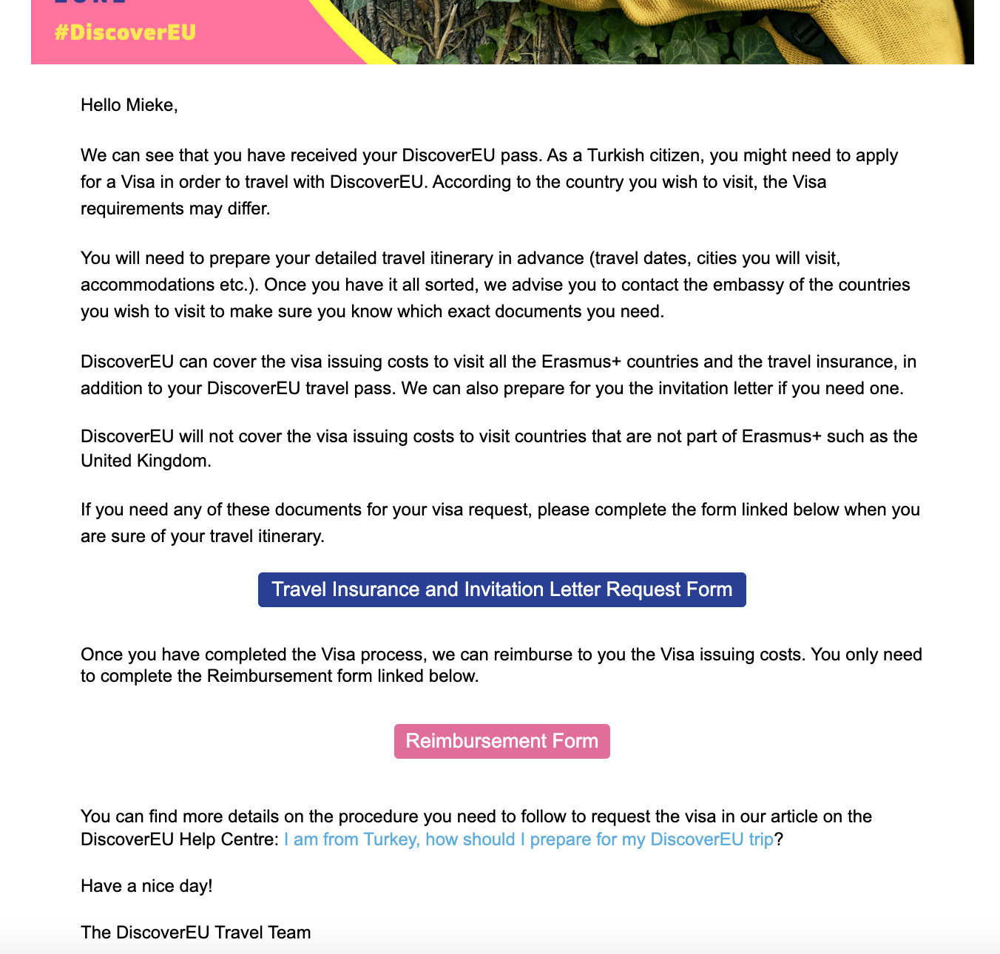 #DiscoverEU
Hello Mieke,
We can see that you have received your DiscoverEU pass. As a Turkish citizen, you might need to apply
for a Visa in order to travel with DiscoverEU. According to the country you wish to visit, the Visa
requirements may differ.
You will need to prepare your detailed travel itinerary in advance (travel dates, cities you will visit,
accommodations etc.). Once you have it all sorted, we advise you to contact the embassy of the countries
you wish to visit to make sure you know which exact documents you need.
DiscoverEU can cover the visa issuing costs to visit all the Erasmus+ countries and the travel insurance, in
addition to your DiscoverEU travel pass. We can also prepare for you the invitation letter if you need one.
DiscoverEU will not cover the visa issuing costs to visit countries that are not part of Erasmus+ such as the
United Kingdom.
If you need any of these documents for your visa request, please complete the form linked below when you
are sure of your travel itinerary.
Travel Insurance and Invitation Letter Request Form
Once you have completed the Visa process, we can reimburse to you the Visa issuing costs. You only need
to complete the Reimbursement form linked below.
Reimbursement Form
You can find more details on the procedure you need to follow to request the visa in our article on the
DiscoverEU Help Centre: I am from Turkey, how should I prepare for my DiscoverEU trip?
Have a nice day!
The DiscoverEU Travel Team